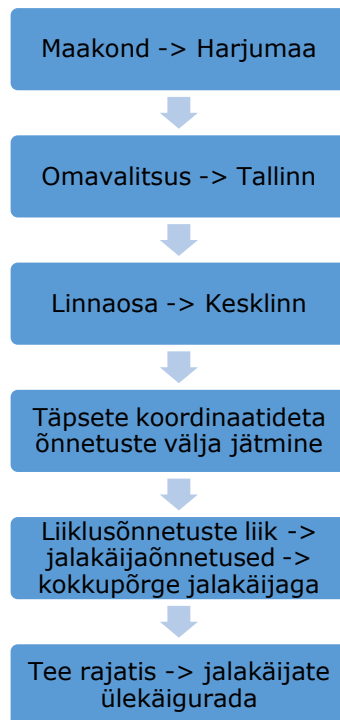 Maakond -> Harjumaa
Omavalitsus -> Tallinn
Linnaosa -> Kesklinn
Täpsete koordinaatideta
õnnetuste välja jätmine
Liiklusõnnetuste liik ->
jalakäijaõnnetused ->
kokkupõrge jalakäijaga
Tee rajatis -> jalakäijate
ülekäigurada